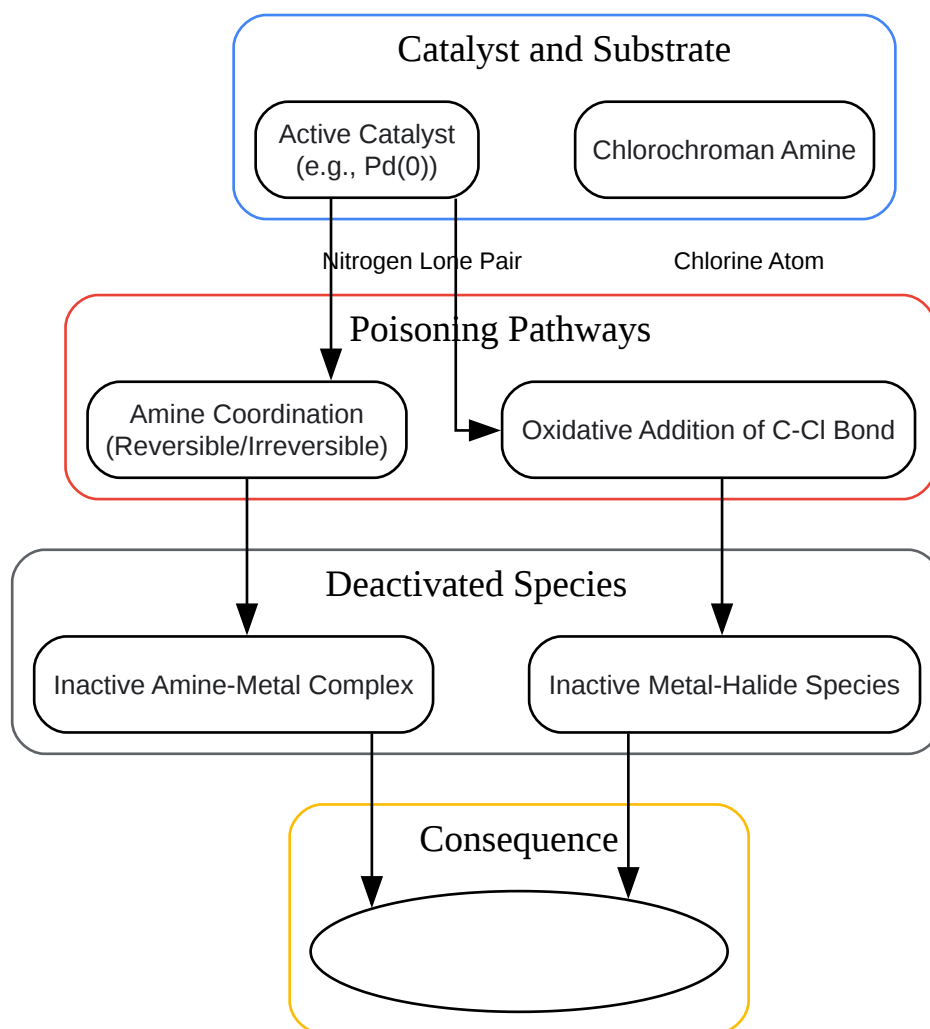 Catalyst and Substrate
Active Catalyst
(e.g., Pd(0))
Chlorochroman Amine
Nitrogen Lone Pair
Chlorine Atom
Poisoning Pathways
Amine Coordination
(Reversible/Irreversible)
Oxidative Addition of C-Cl Bond
Deactivated Species
Inactive Amine-Metal Complex
Inactive Metal-Halide Species
Consequence